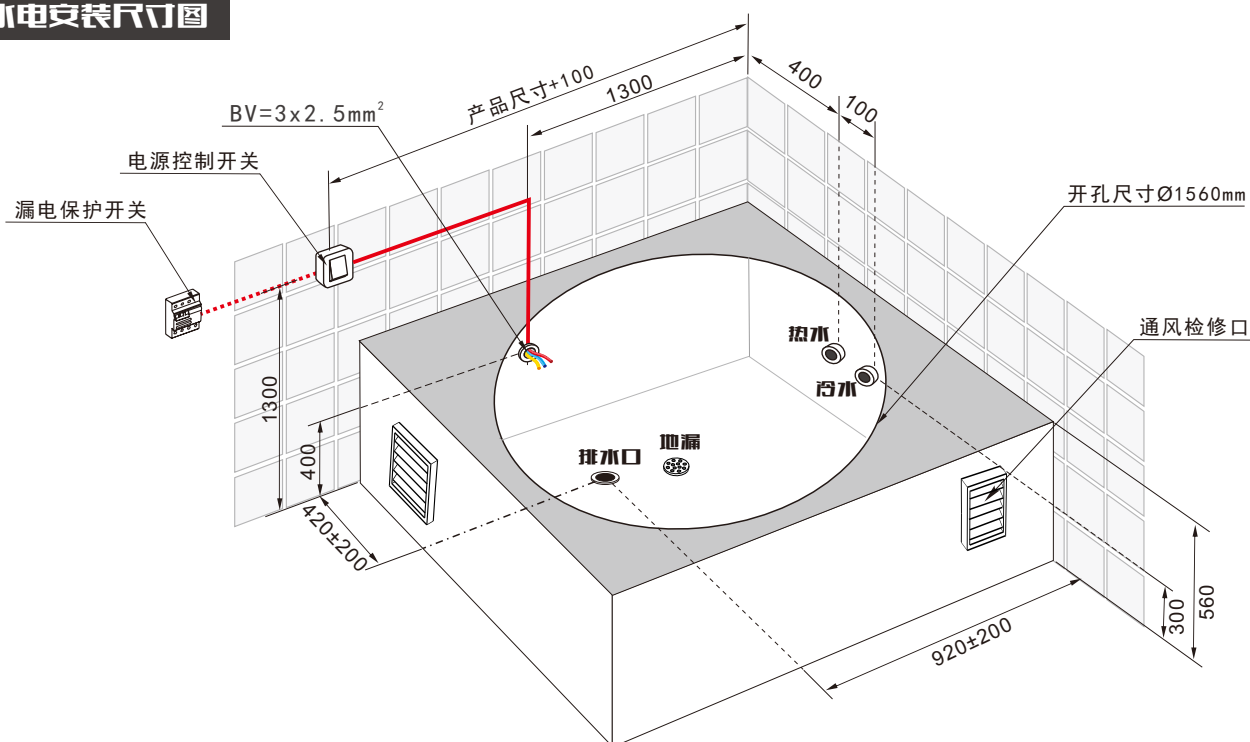 水电安装尺寸图
产品尺寸+100
1300
400
100
BV=3x2.5mm²
电源控制开关
漏电保护开关
开孔尺寸Ø1560mm
通风检修口
热水
冷水
排水口
地漏
1300
400
420±200
920±200
300
560